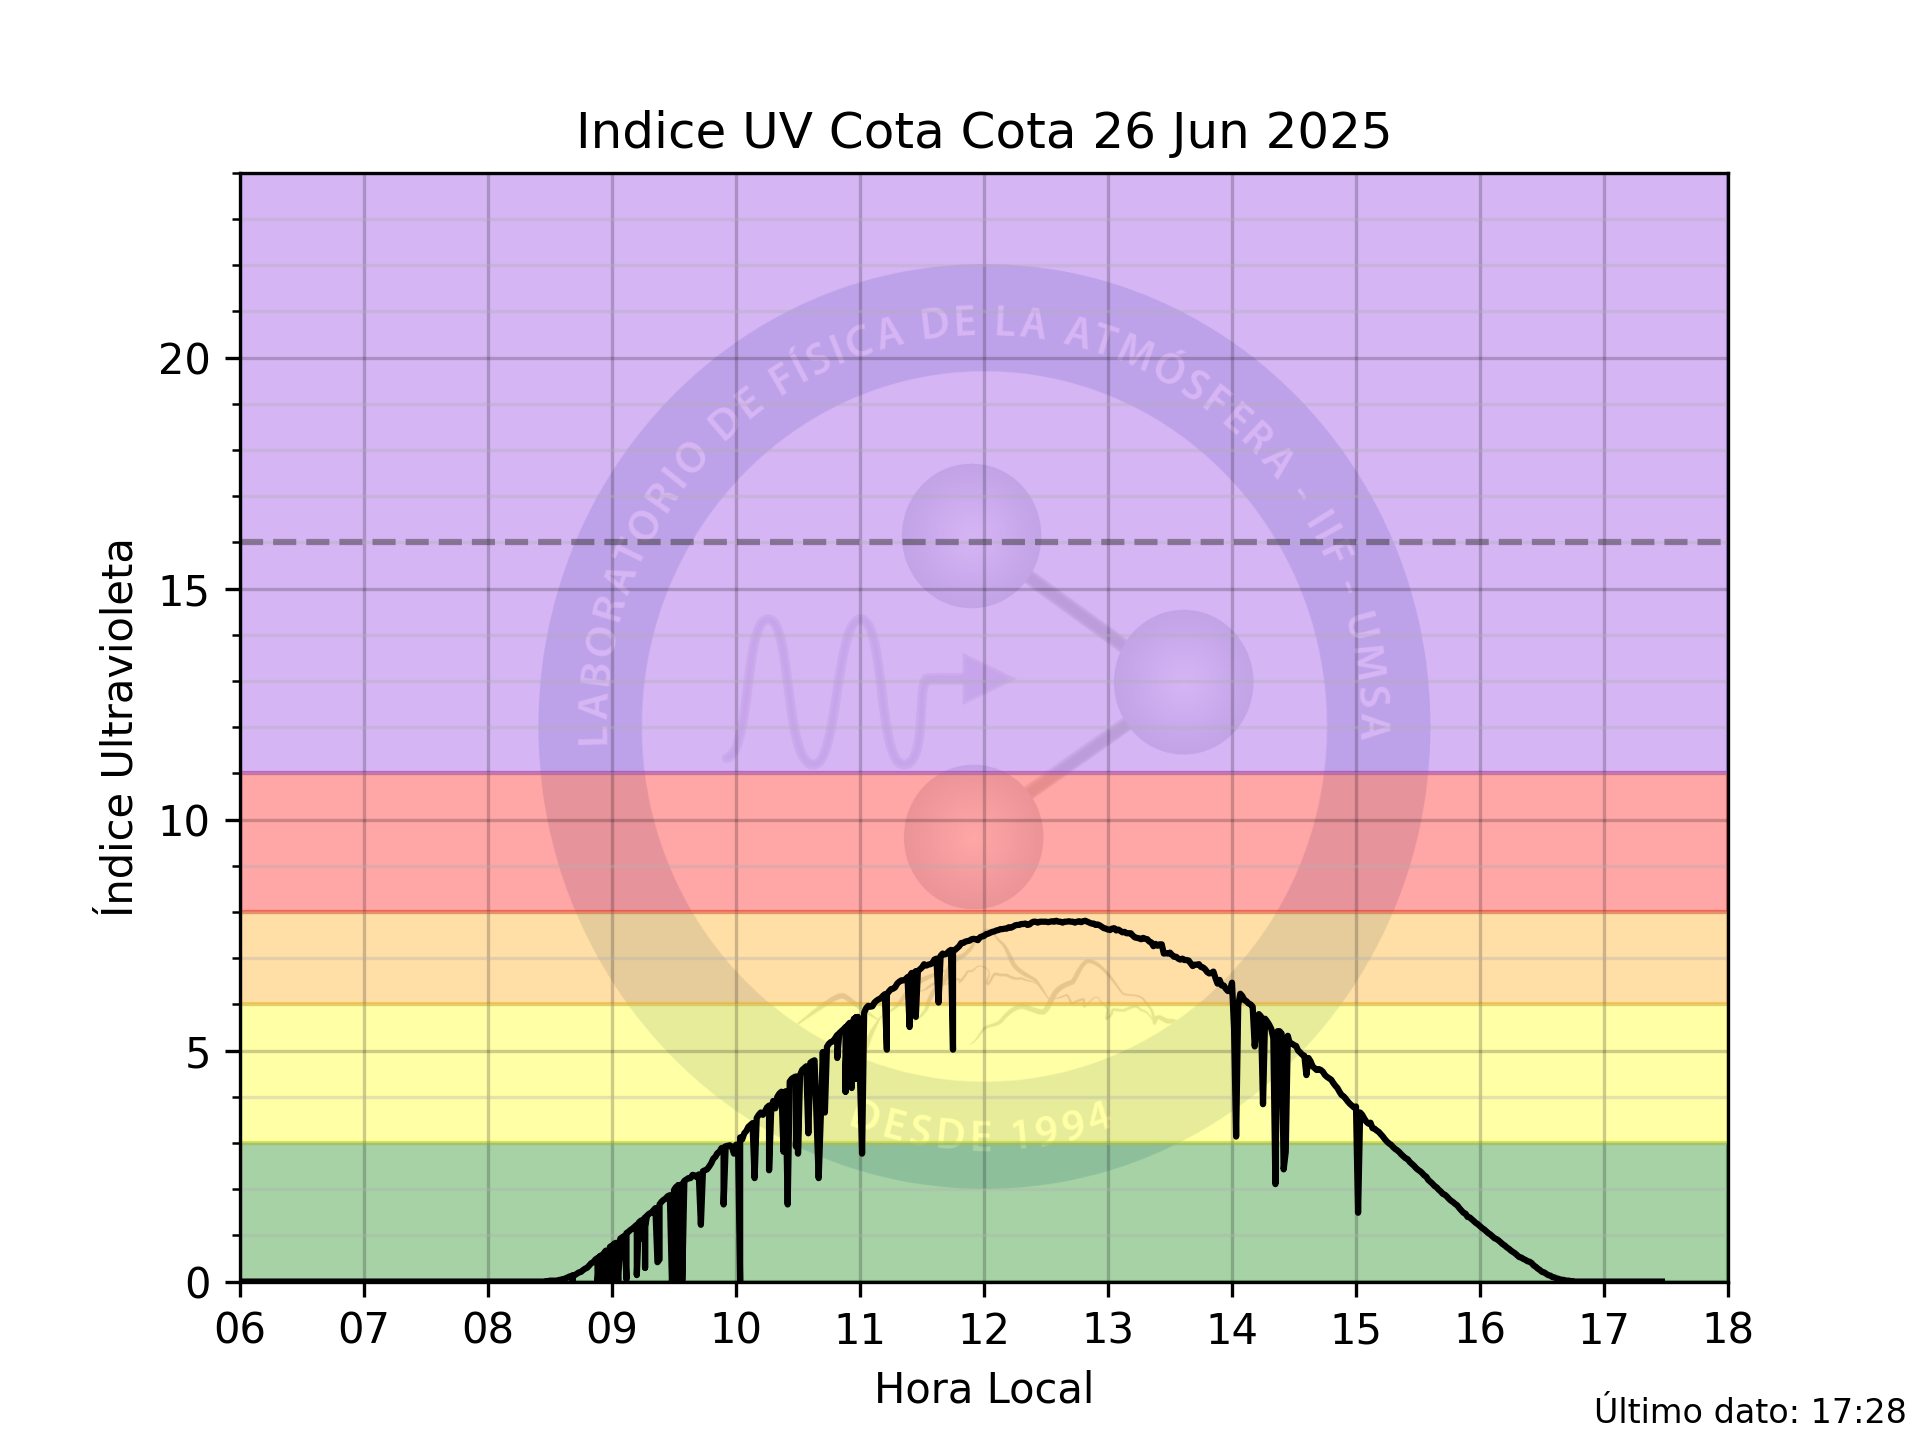 Indice UV Cota Cota 26 Jun 2025
LABORATORIO DE FÍSICA DE LA ATMÓSFERA - IIF - UMSA
20
15
10
5
0
Índice Ultravioleta
DESDE 1994
06 07 08 09 10 11 12 13 14 15 16 17 18
Hora Local
Último dato: 17:28